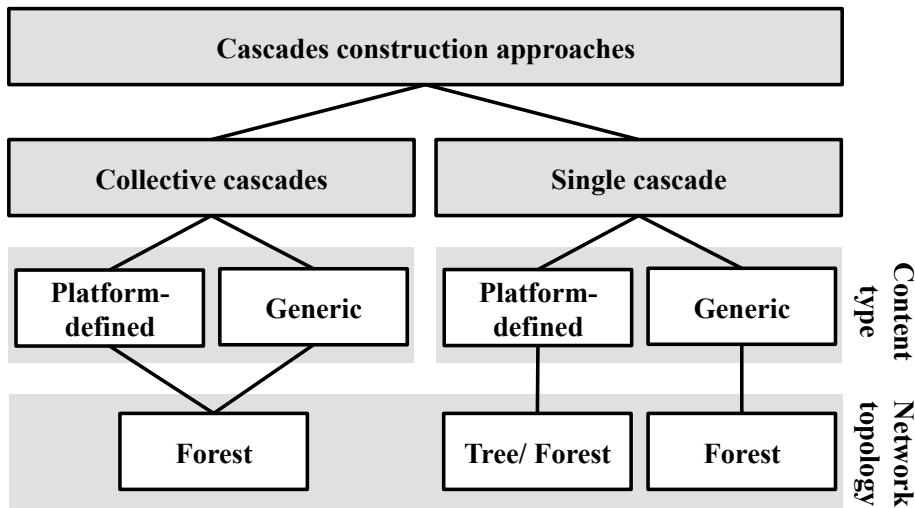 Cascades construction approaches
Collective cascades
Single cascade
Platform-
defined
Generic
Platform-
defined
Generic
Content
type
Forest
Tree/ Forest
Forest
Network
topology